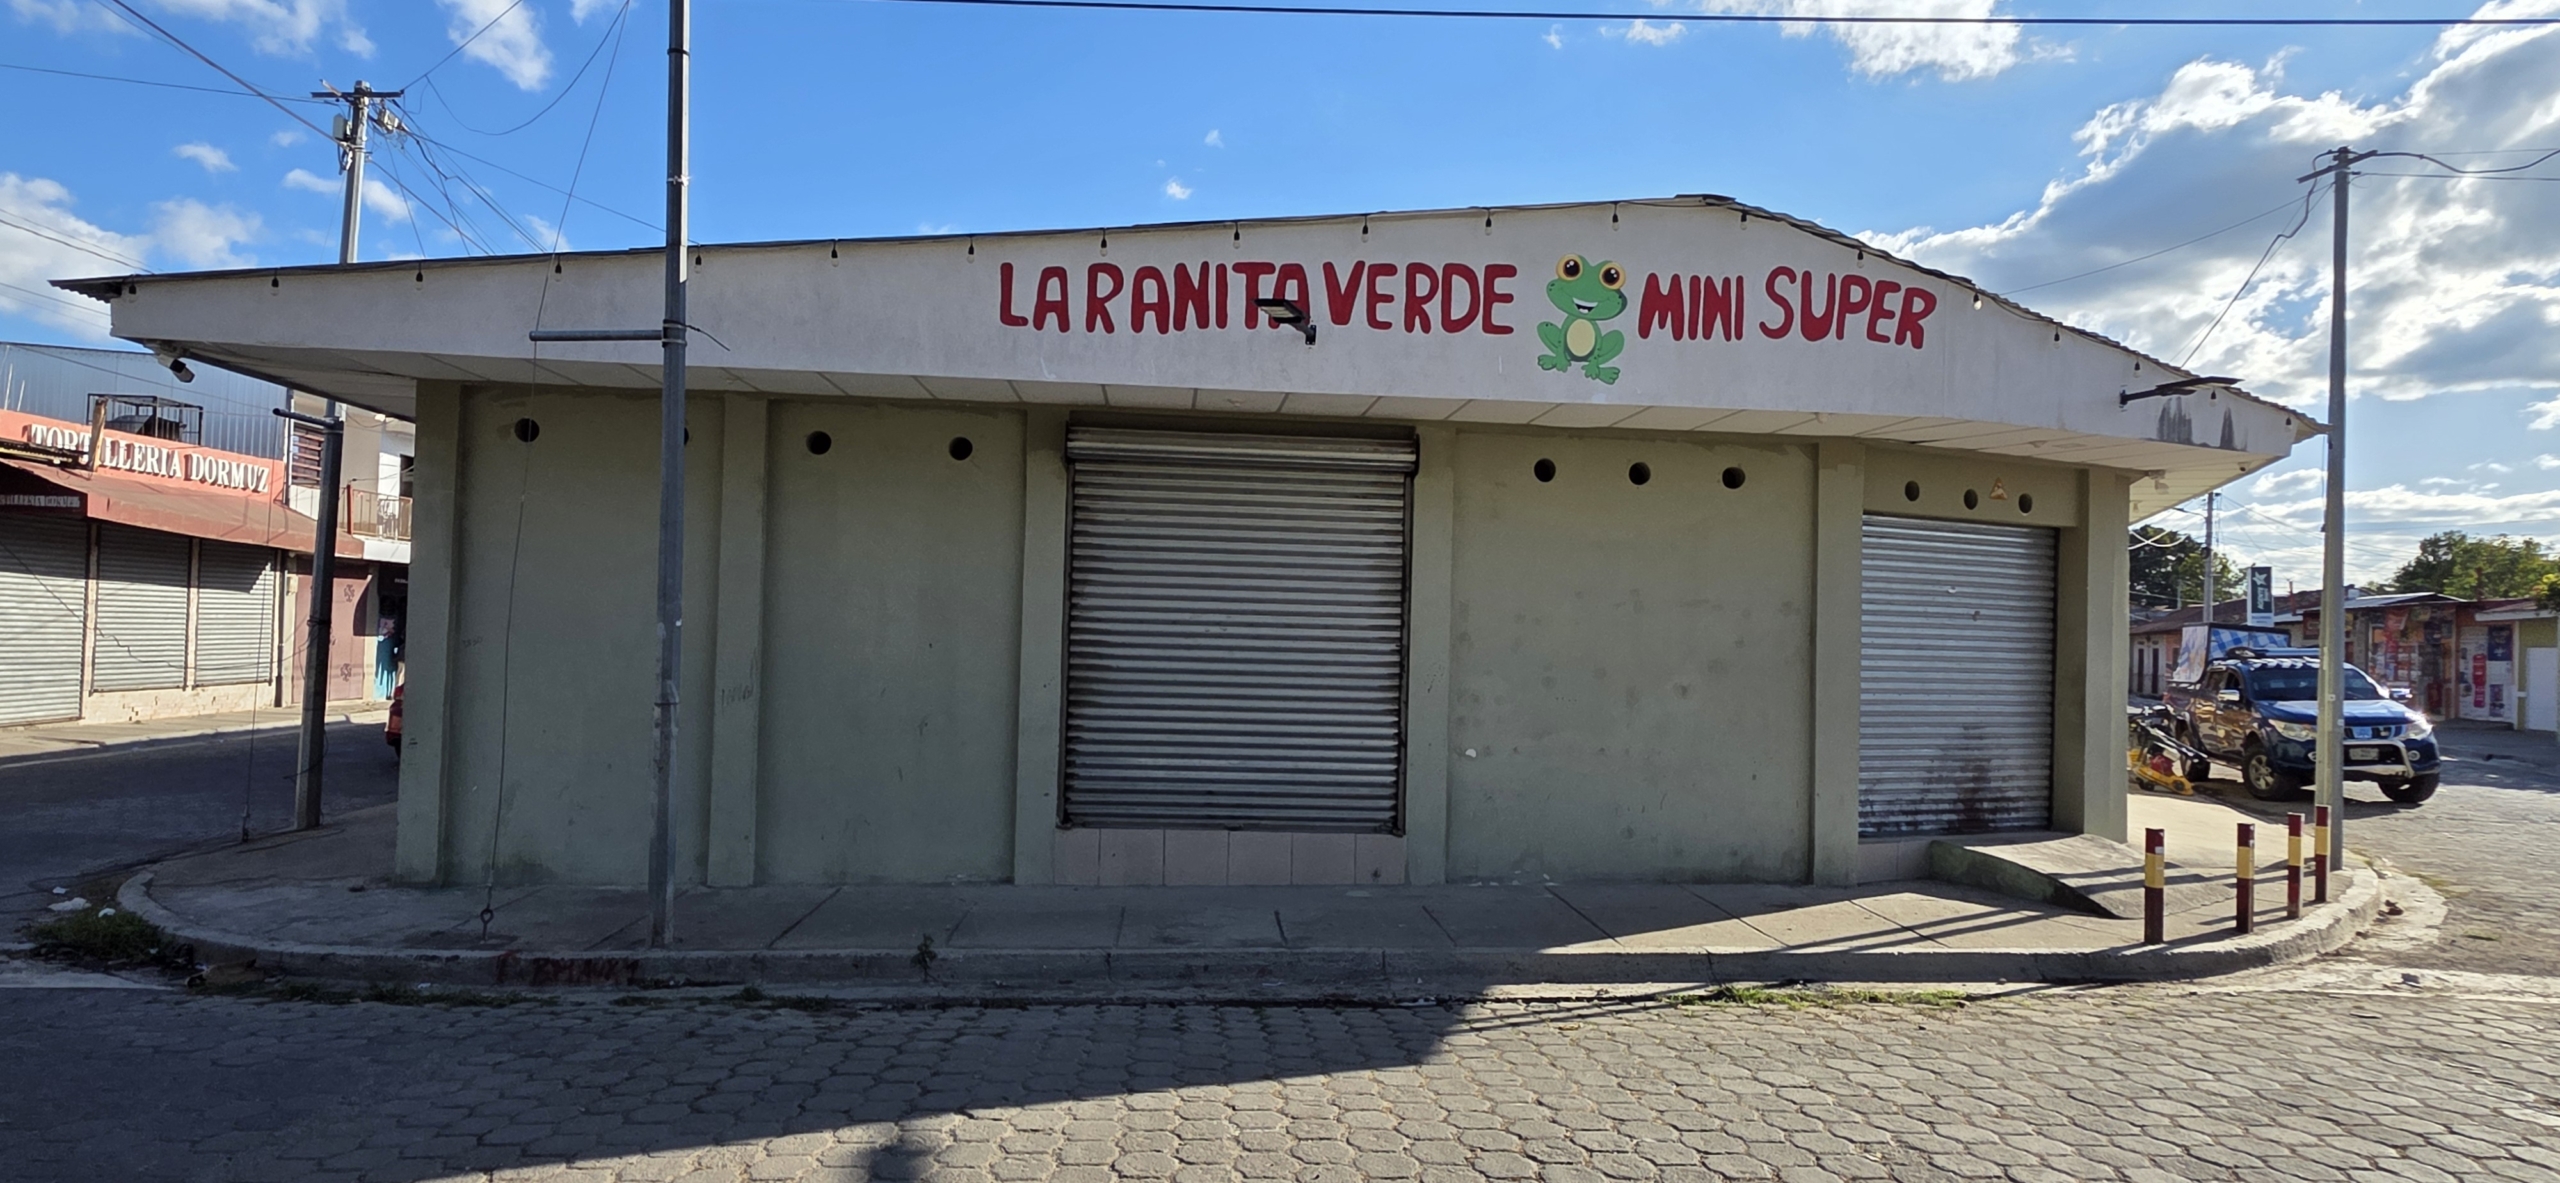 LA RANITA VERDE MINI SUPER
TORTILLERIA DORMUZ